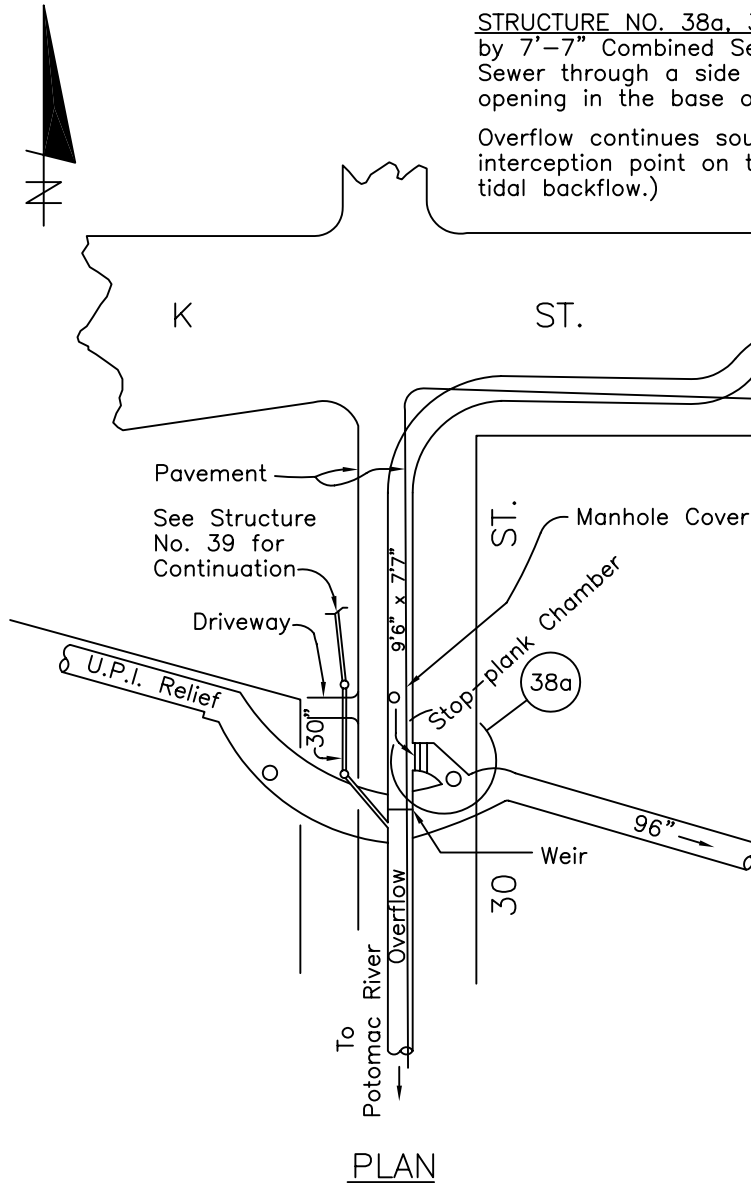 STRUCTURE NO. 38a,
by 7'-7" Combined
Sewer through a side
opening in the base
Overflow continues
interception point on
tidal backflow.)
N
K ST.
Pavement
See Structure
No. 39 for
Continuation
Driveway
U.P.I. Relief
30"
9'6" x 7'7"
ST.
Manhole Cover
Stop-plank Chamber
38a
96"
Weir
30
Overflow
To
Potomac River
PLAN